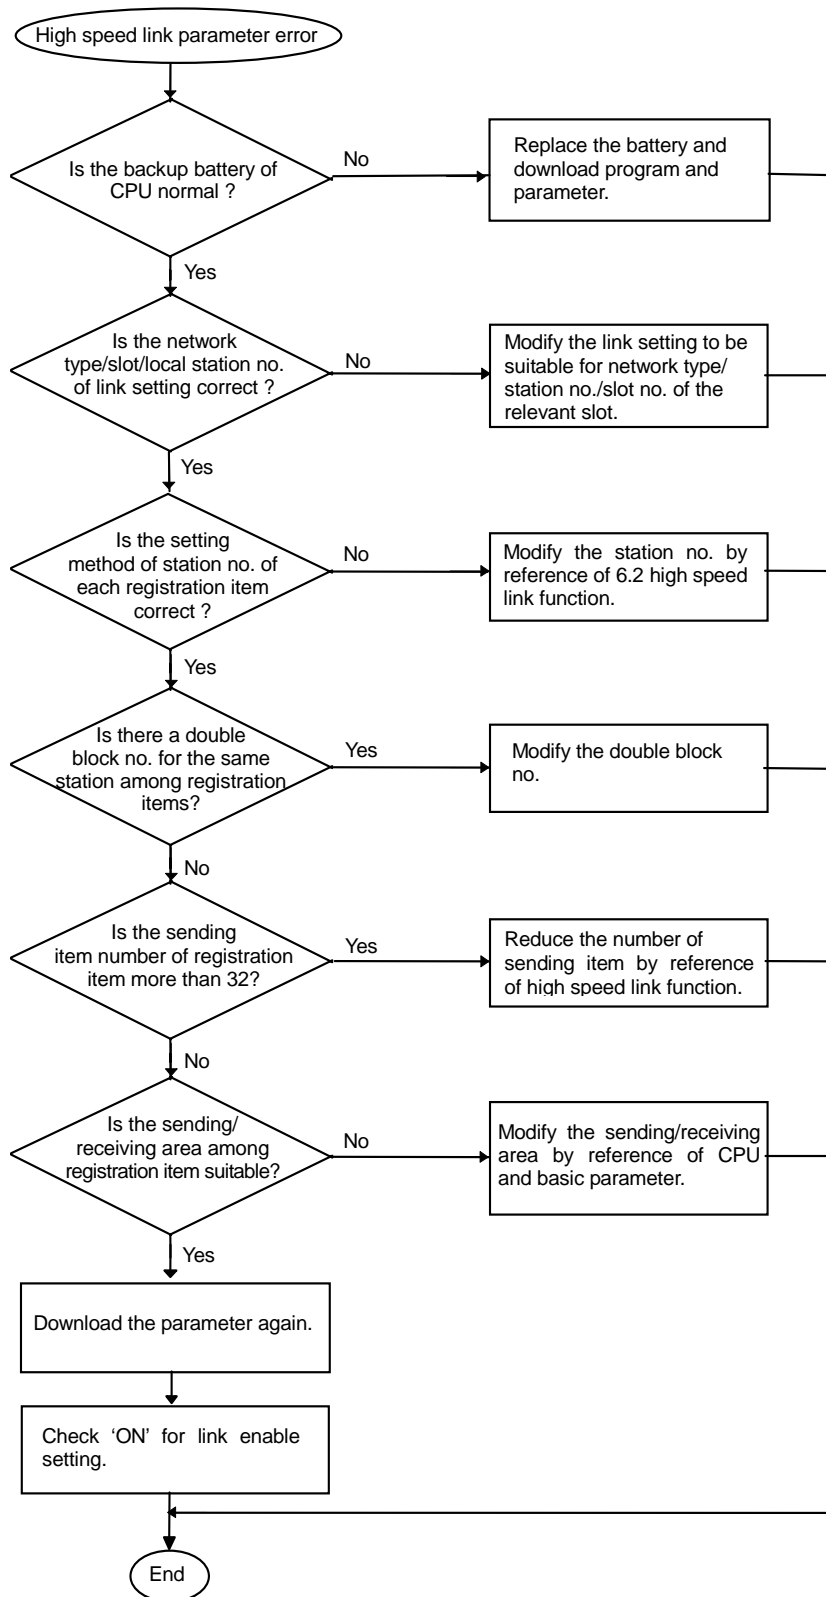 High speed link parameter error
Is the backup battery of
CPU normal ?
No
Replace the battery and
download program and
parameter.
Yes
Is the network
type/slot/local station no.
of link setting correct ?
No
Modify the link setting to be
suitable for network type/
station no./slot no. of the
relevant slot.
Yes
Is the setting
method of station no. of
each registration item
correct ?
No
Modify the station no. by
reference of 6.2 high speed
link function.
Yes
Is there a double
block no. for the same
station among registration
items?
Yes
Modify the double block
no.
No
Is the sending
item number of registration
item more than 32?
Yes
Reduce the number of
sending item by reference
of high speed link function.
No
Is the sending/
receiving area among
registration item suitable?
No
Modify the sending/receiving
area by reference of CPU
and basic parameter.
Yes
Download the parameter again.
Check ‘ON’ for link enable
setting.
End